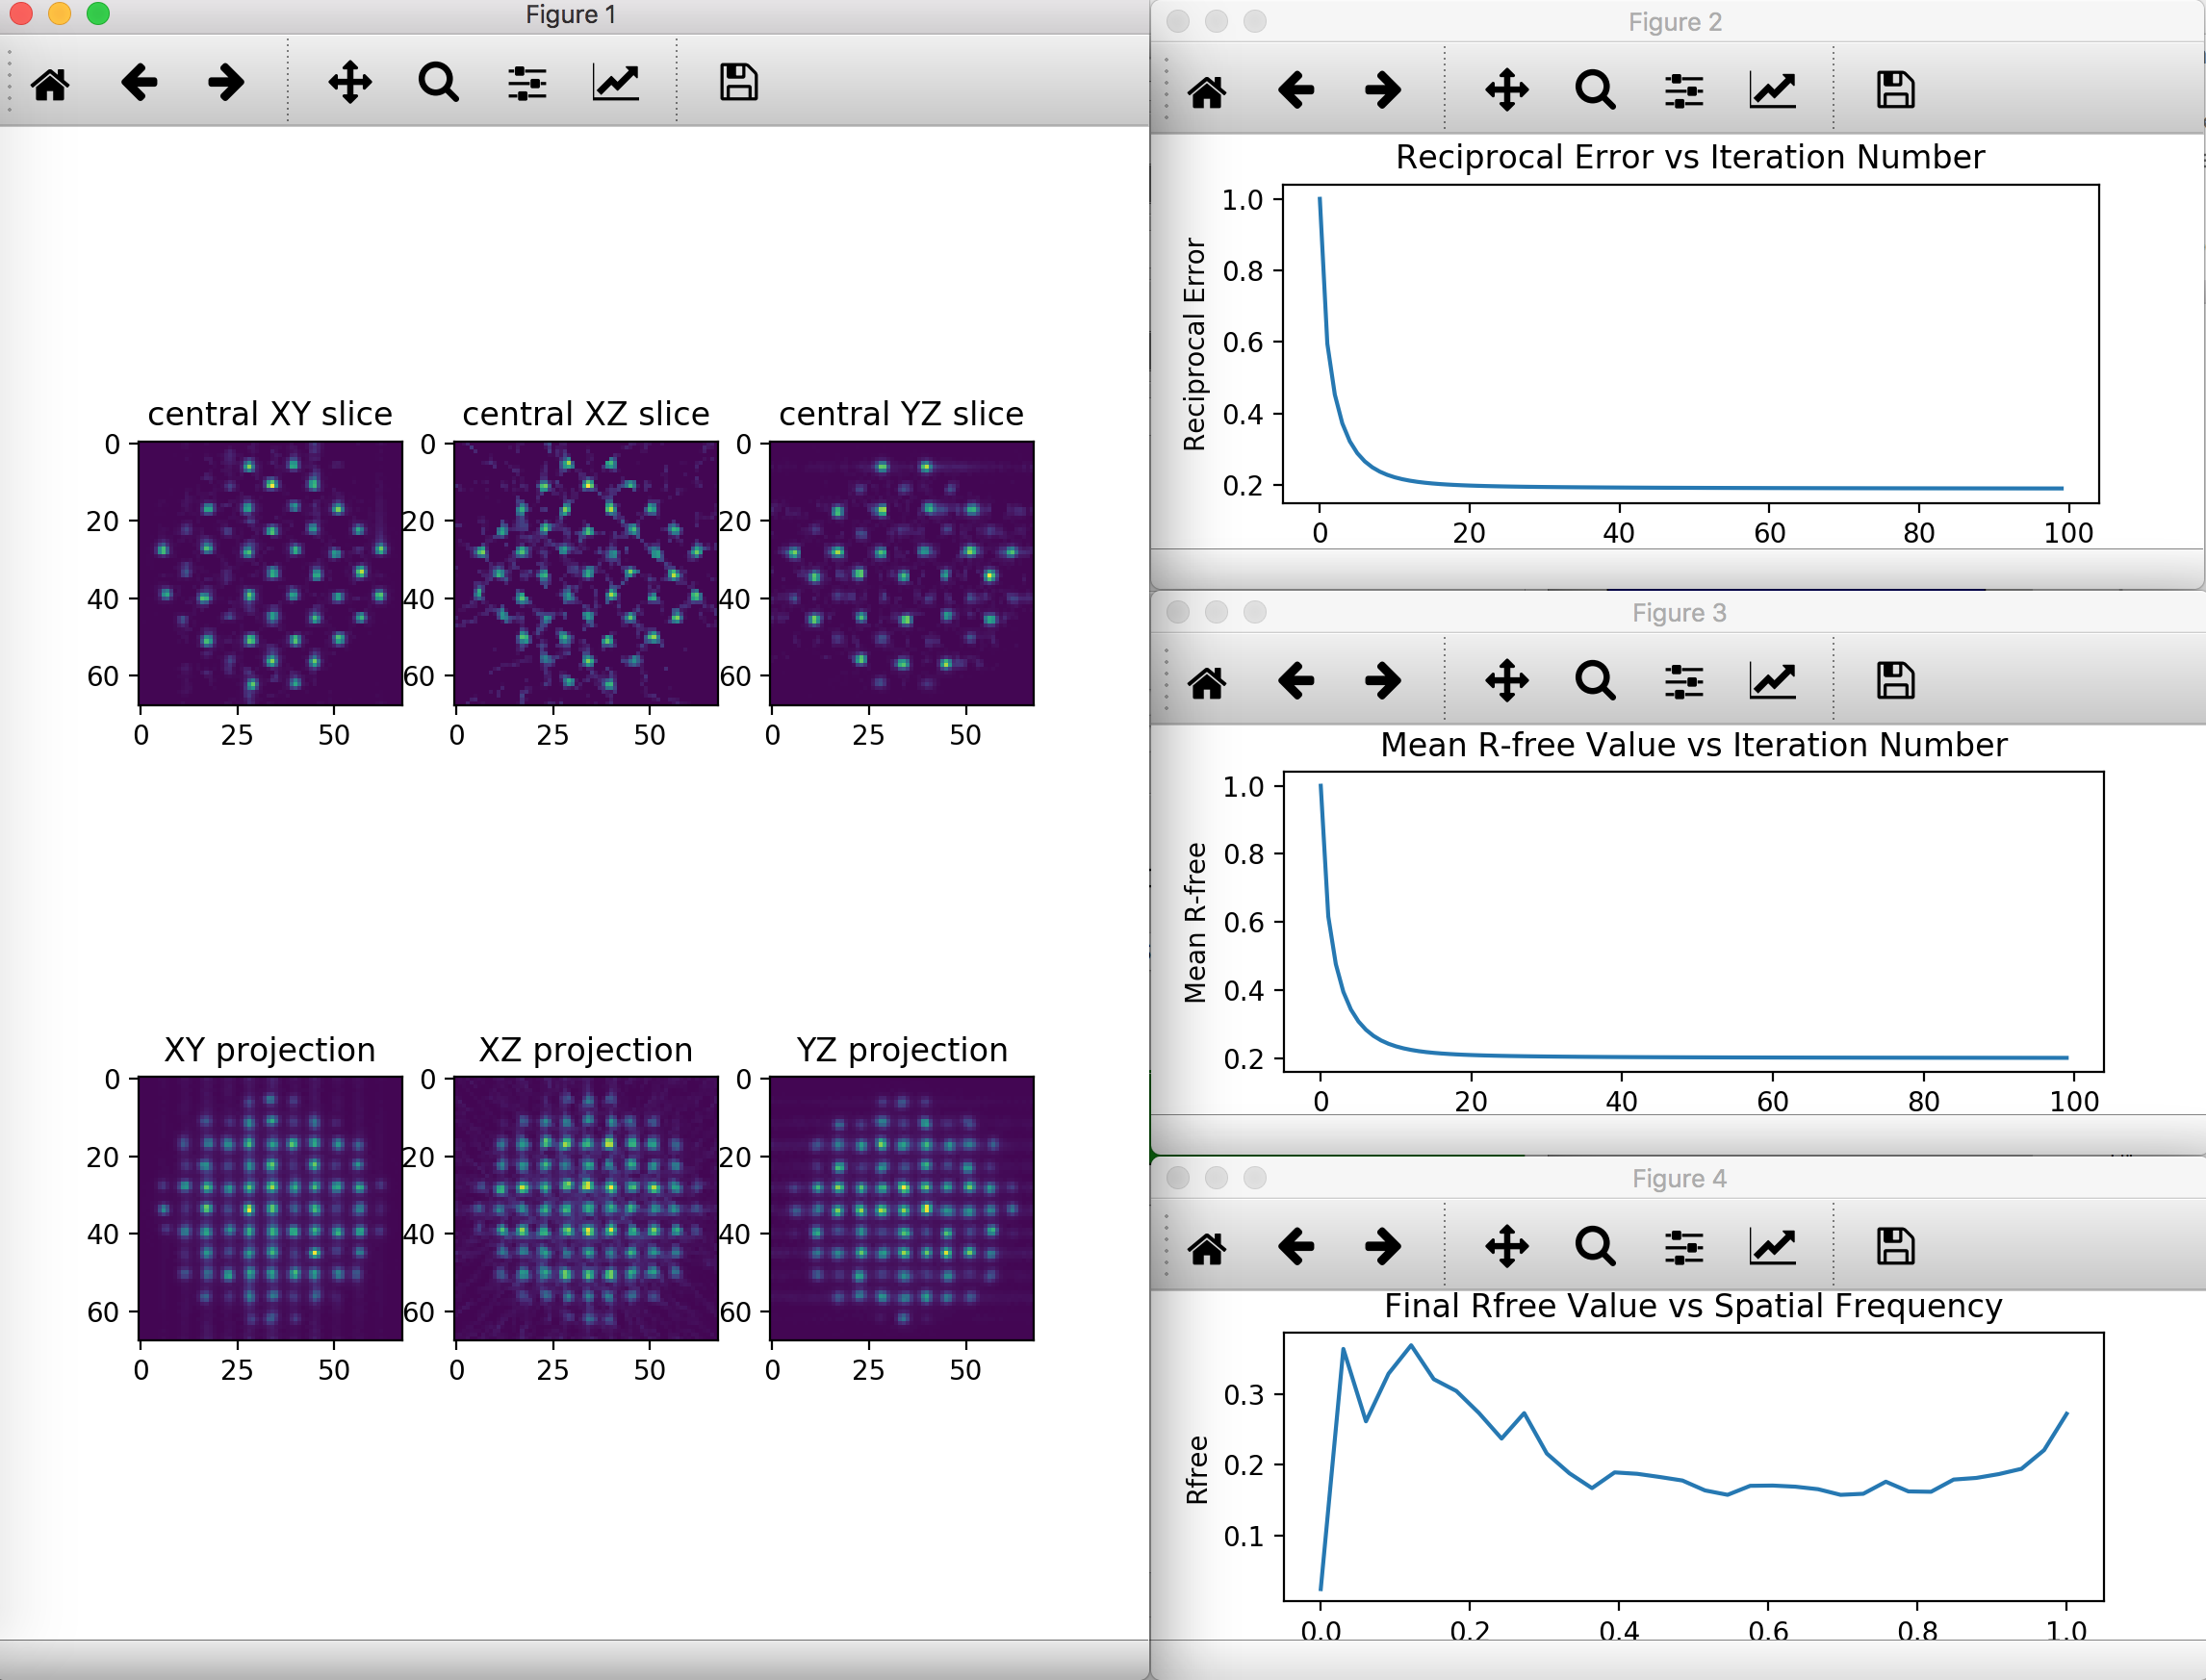 Figure 1
central XY slice central XZ slice central YZ slice
0 0 0
20 20 20
40 40 40
60 60 60
0 25 50 0 25 50 0 25 50
XY projection XZ projection YZ projection
0 0 0
20 20 20
40 40 40
60 60 60
0 25 50 0 25 50 0 25 50
Figure 2
Reciprocal Error vs Iteration Number
Reciprocal Error
1.0
0.8
0.6
0.4
0.2
0 20 40 60 80 100
Figure 3
Mean R-free Value vs Iteration Number
Mean R-free
1.0
0.8
0.6
0.4
0.2
0 20 40 60 80 100
Figure 4
Final Rfree Value vs Spatial Frequency
Rfree
0.3
0.2
0.1
0.0 0.2 0.4 0.6 0.8 1.0